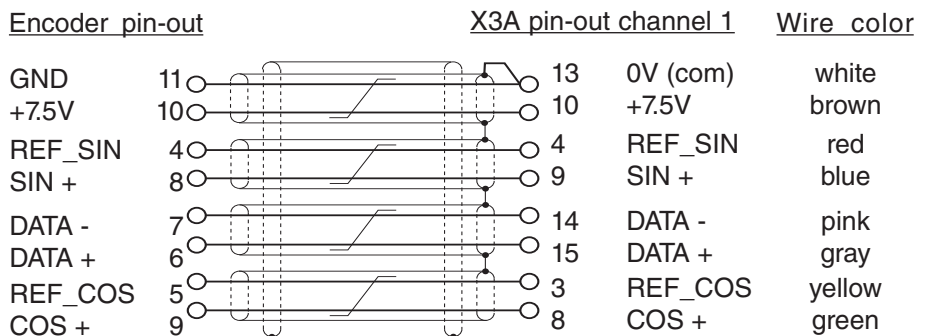 Encoder pin-out X3A pin-out channel 1 Wire color
GND 11 13 0V (com) white
+7.5V 10 10 +7.5V brown
REF_SIN 4 4 REF_SIN red
SIN + 8 9 SIN + blue
DATA - 7 14 DATA - pink
DATA + 6 15 DATA + gray
REF_COS 5 3 REF_COS yellow
COS + 9 8 COS + green